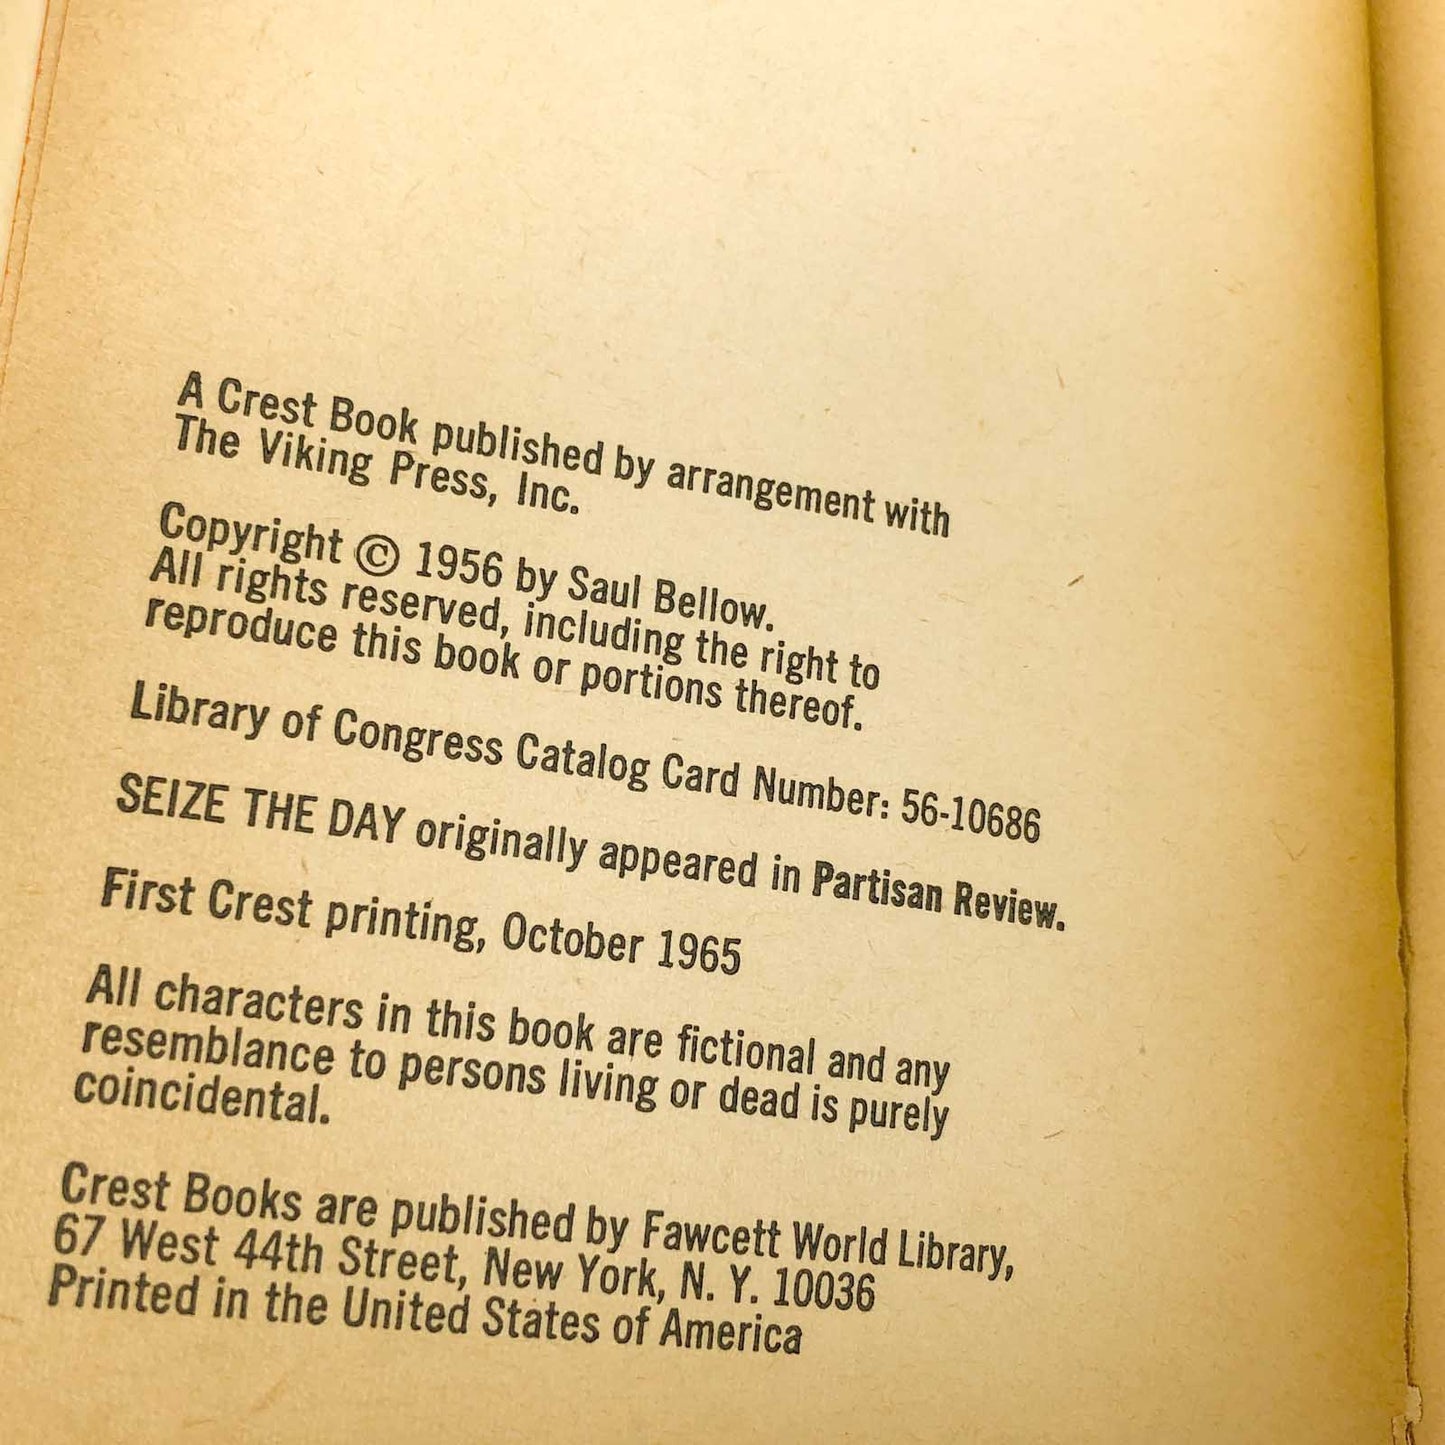 A Crest Book published by arrangement with
The Viking Press, Inc.
Copyright © 1956 by Saul Bellow.
All rights reserved, including the right to
reproduce this book or portions thereof.
Library of Congress Catalog Card Number: 56-10686
SEIZE THE DAY originally appeared in Partisan Review.
First Crest printing, October 1965
All characters in this book are fictional and any
resemblance to persons living or dead is purely
coincidental.
Crest Books are published by Fawcett World Library,
67 West 44th Street, New York, N. Y. 10036
Printed in the United States of America